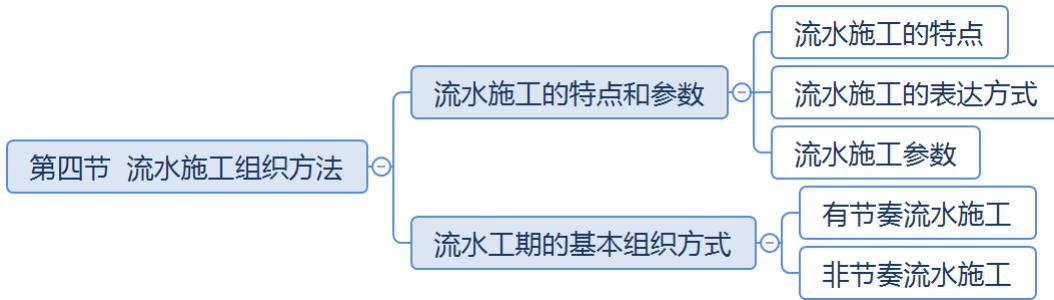 第四节  流水施工组织方法
流水施工的特点和参数
流水施工的特点
流水施工的表达方式
流水施工参数
流水工期的基本组织方式
有节奏流水施工
非节奏流水施工